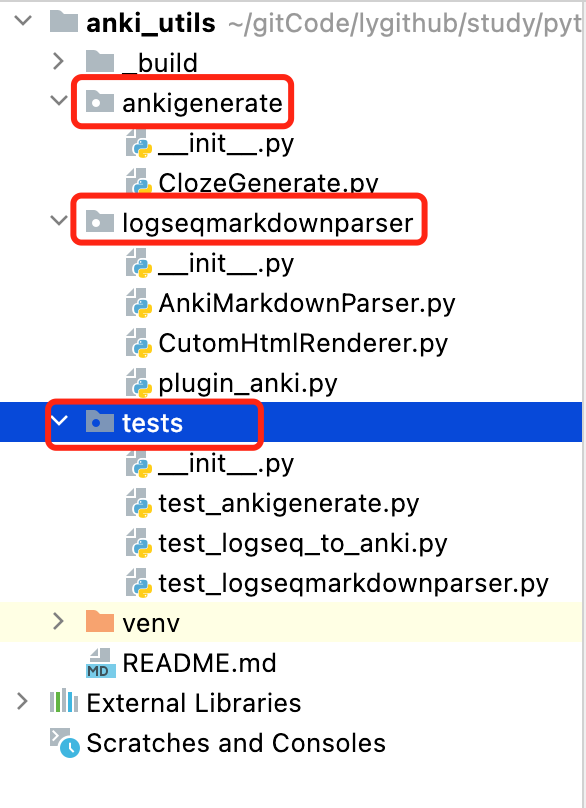 anki_utils ~/gitCode/lygithub/study/pyt
_build
ankigenerate
__init__.py
ClozeGenerate.py
logseqmarkdownparser
__init__.py
AnkiMarkdownParser.py
CutomHtmlRenderer.py
plugin_anki.py
tests
__init__.py
test_ankigenerate.py
test_logseq_to_anki.py
test_logseqmarkdownparser.py
venv
MD README.md
External Libraries
Scratches and Consoles